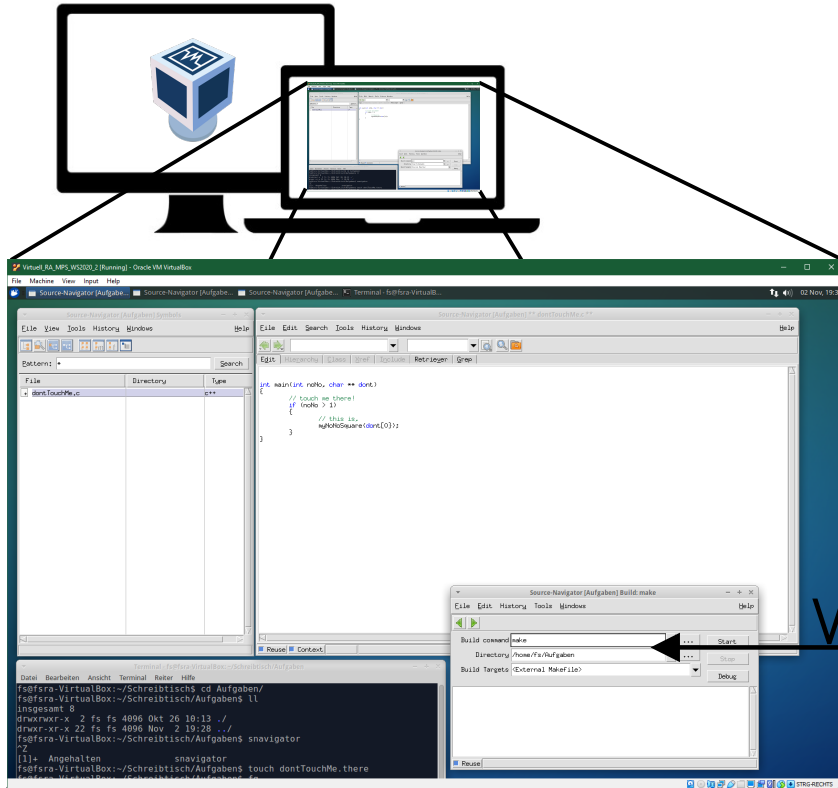 Virtuell_RA_MPS_WS2020_2 [Running] - Oracle VM VirtualBox
File Machine View Input Help
Source-Navigator [Aufgabe... Source-Navigator [Aufgabe... Source-Navigator [Aufgabe... Terminal - fs@fsra-VirtualB... 02 Nov, 19:3
Source-Navigator [Aufgaben] Symbols
File View Tools History Windows Help
Pattern: * Search
File Directory Type
dontTouchMe.c c++
Source-Navigator [Aufgaben] ** dontTouchMe.c **
File Edit Search Tools History Windows Help
Edit Hierarchy Class Xref Include Retriever Grep
int main(int noNo, char ** dont)
{
// touch me there!
if (noNo > 1)
{
// this is.
myNoNoSquare(dont[0]);
}
}
Reuse Context
Source-Navigator [Aufgaben] Build: make
File Edit History Tools Windows Help
Build command make ... Start
Directory /home/fs/Aufgaben ... Stop
Build Targets <External Makefile> Debug
Reuse
Terminal - fs@fsra-VirtualBox: ~/Schreibtisch/Aufgaben
Datei Bearbeiten Ansicht Terminal Reiter Hilfe
fs@fsra-VirtualBox:~/Schreibtisch$ cd Aufgaben/
fs@fsra-VirtualBox:~/Schreibtisch/Aufgaben$ ll
insgesamt 8
drwxrwxr-x 2 fs fs 4096 Okt 26 10:13 ./
drwxr-xr-x 22 fs fs 4096 Nov 2 19:28 ../
fs@fsra-VirtualBox:~/Schreibtisch/Aufgaben$ snavigator
^Z
[1]+ Angehalten snavigator
fs@fsra-VirtualBox:~/Schreibtisch/Aufgaben$ touch dontTouchMe.there
fs@fsra-VirtualBox:~/Schreibtisch/Aufgaben$ fg
STRG-RECHTS